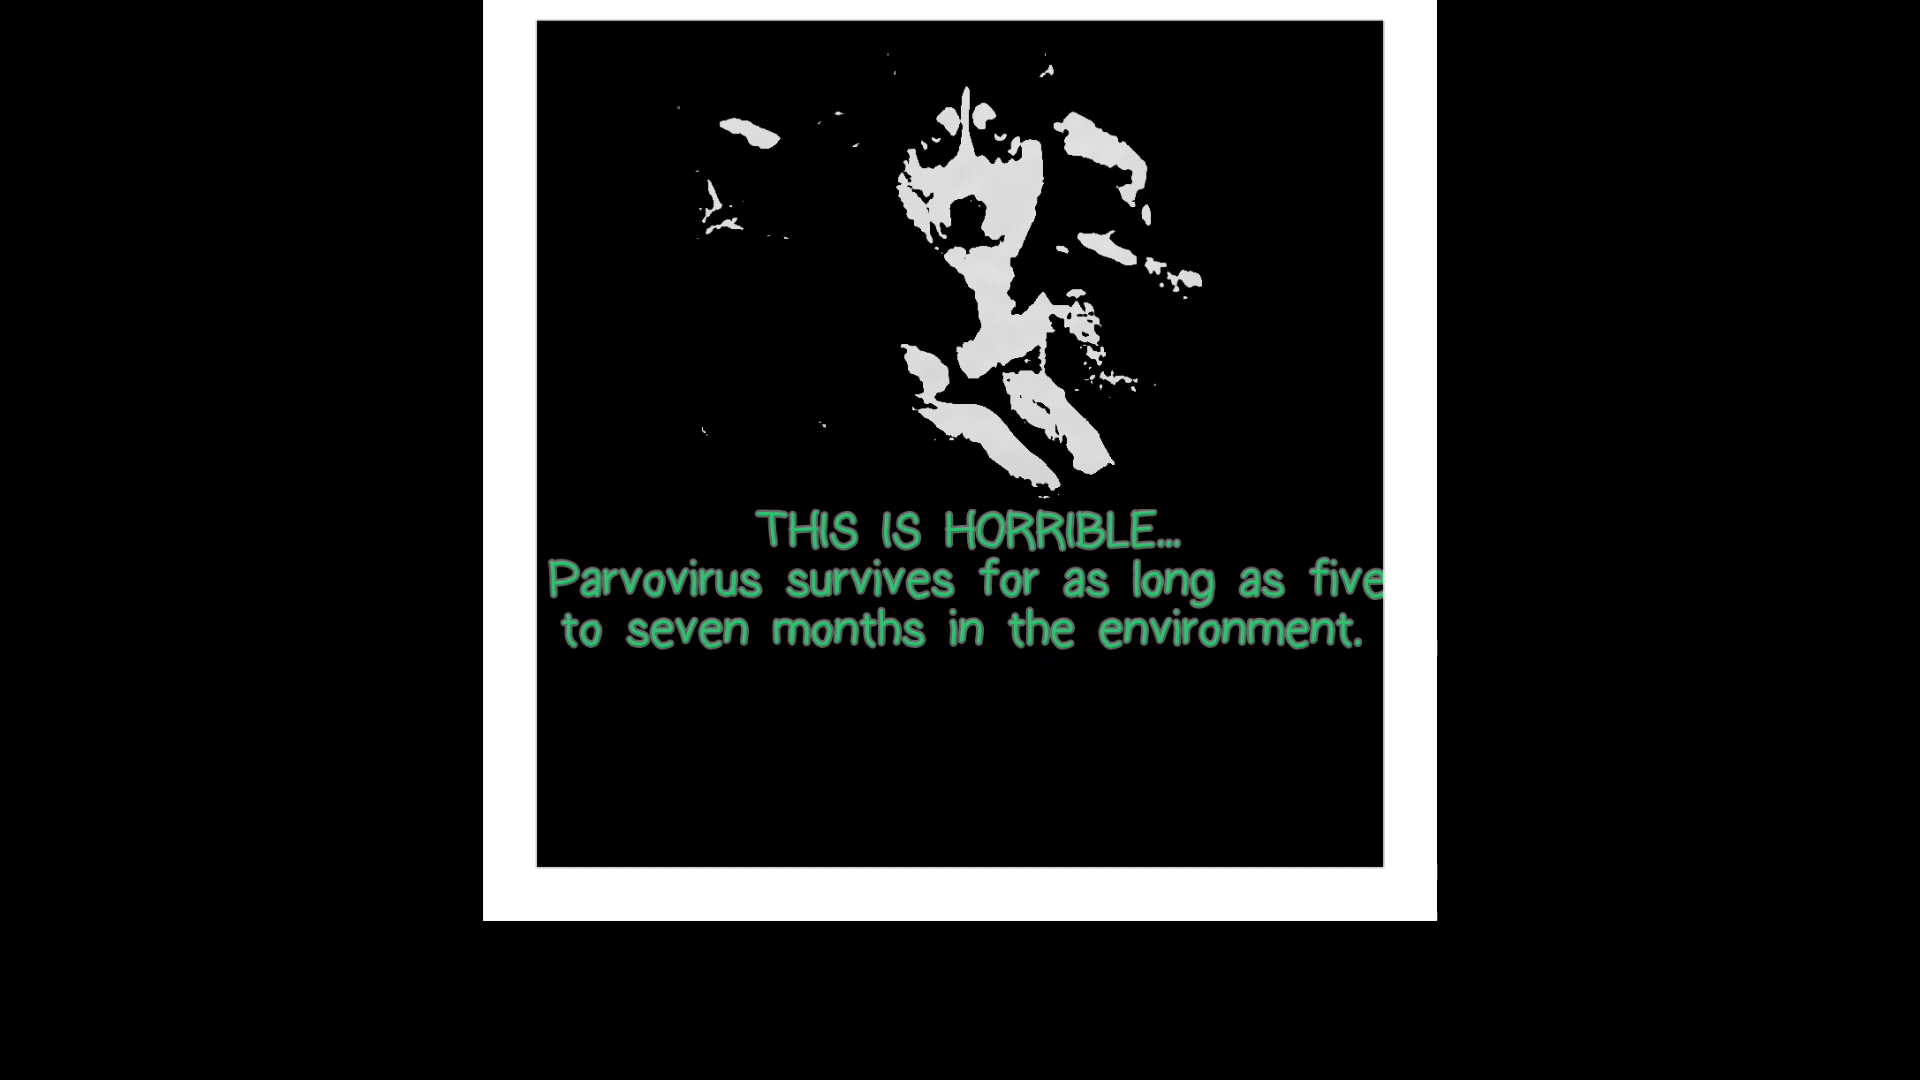 THIS IS HORRIBLE...
Parvovirus survives for as long as five
to seven months in the environment.